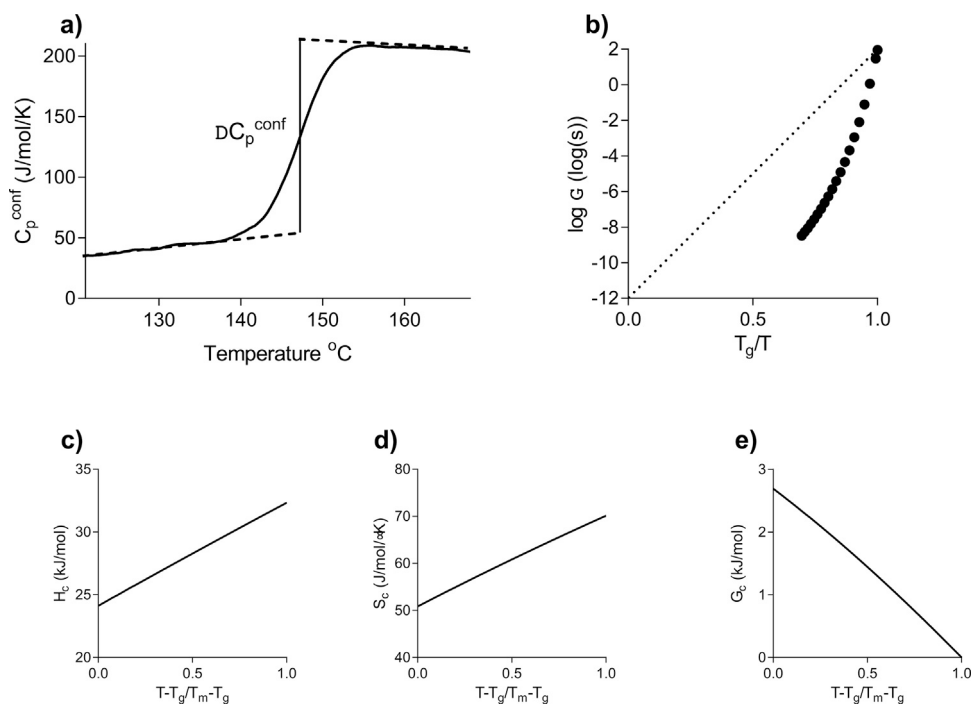 a)
C_p^conf (J/mol/K)
200
150
100
50
0
DC_p^conf
130
140
150
160
Temperature °C
b)
log G (log(s))
2
0
-2
-4
-6
-8
-10
-12
0.0
0.5
1.0
T_g/T
c)
H_c (kJ/mol)
35
30
25
20
0.0
0.5
1.0
T-T_g/T_m-T_g
d)
S_c (J/mol/°K)
80
70
60
50
40
0.0
0.5
1.0
T-T_g/T_m-T_g
e)
G_c (kJ/mol)
3
2
1
0
0.0
0.5
1.0
T-T_g/T_m-T_g